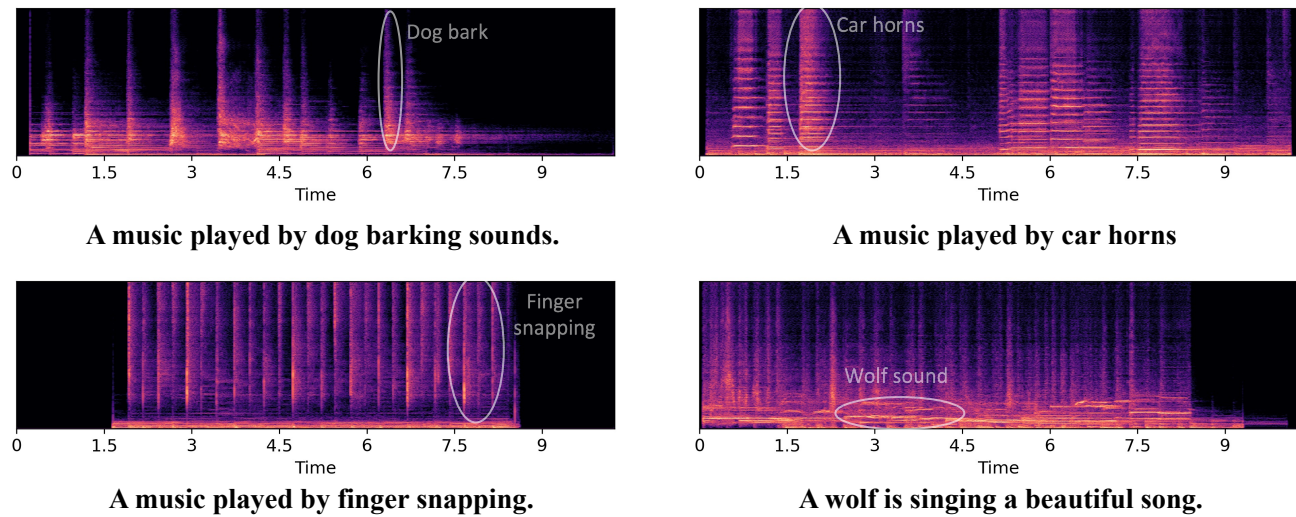 Dog bark
0 1.5 3 4.5 6 7.5 9
Time
A music played by dog barking sounds.
Car horns
0 1.5 3 4.5 6 7.5 9
Time
A music played by car horns
Finger
snapping
0 1.5 3 4.5 6 7.5 9
Time
A music played by finger snapping.
Wolf sound
0 1.5 3 4.5 6 7.5 9
Time
A wolf is singing a beautiful song.